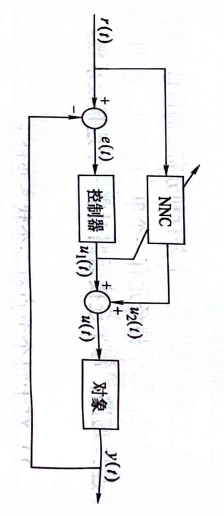 r(t)
+
-
e(t)
控制器
u₁(t)
+
NNC
u₂(t)
+
u(t)
对象
y(t)